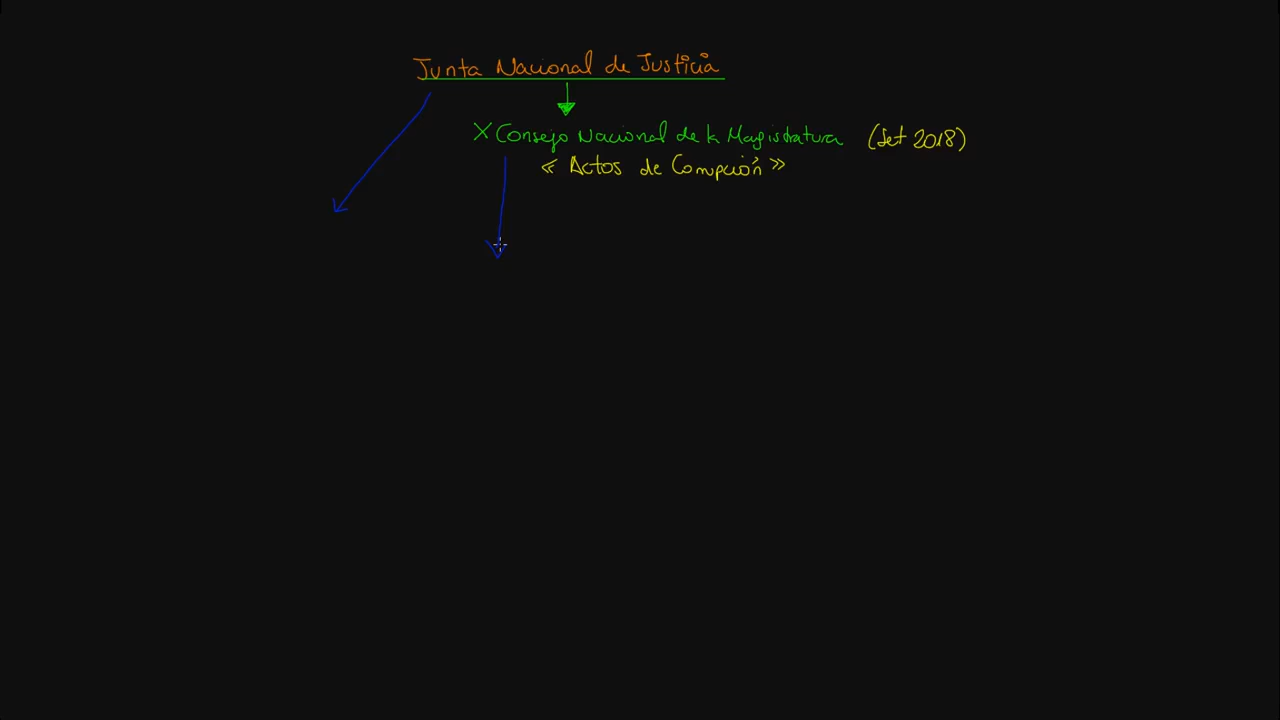 Junta Nacional de Justicia
X Consejo Nacional de la Magistratura (Set 2018)
« Actos de Corrupción »